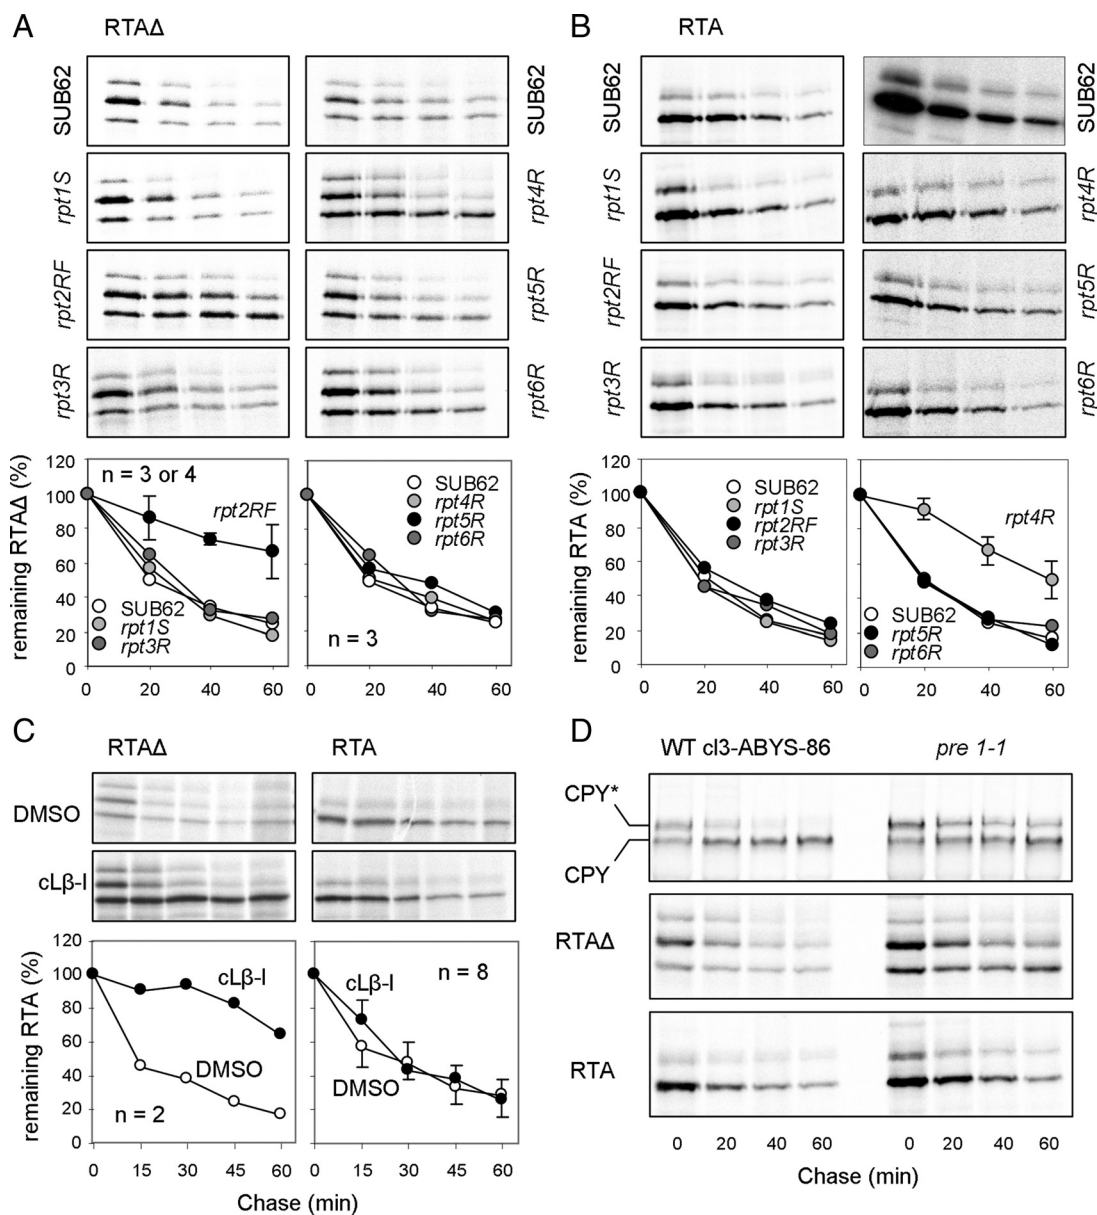 A
RTAΔ
SUB62
SUB62
rpt1S
rpt4R
rpt2RF
rpt5R
rpt3R
rpt6R
remaining RTAΔ (%)
120
100
80
60
40
20
0
n = 3 or 4
rpt2RF
SUB62
rpt1S
rpt3R
0 20 40 60
SUB62
rpt4R
rpt5R
rpt6R
n = 3
0 20 40 60
B
RTA
SUB62
SUB62
rpt1S
rpt4R
rpt2RF
rpt5R
rpt3R
rpt6R
remaining RTA (%)
120
100
80
60
40
20
0
SUB62
rpt1S
rpt2RF
rpt3R
0 20 40 60
rpt4R
SUB62
rpt5R
rpt6R
0 20 40 60
C
RTAΔ RTA
DMSO
cLβ-I
remaining RTA (%)
120
100
80
60
40
20
0
cLβ-I
DMSO
n = 2
0 15 30 45 60
cLβ-I
n = 8
DMSO
0 15 30 45 60
Chase (min)
D
WT cl3-ABYS-86 pre 1-1
CPY*
CPY
RTAΔ
RTA
0 20 40 60 0 20 40 60
Chase (min)